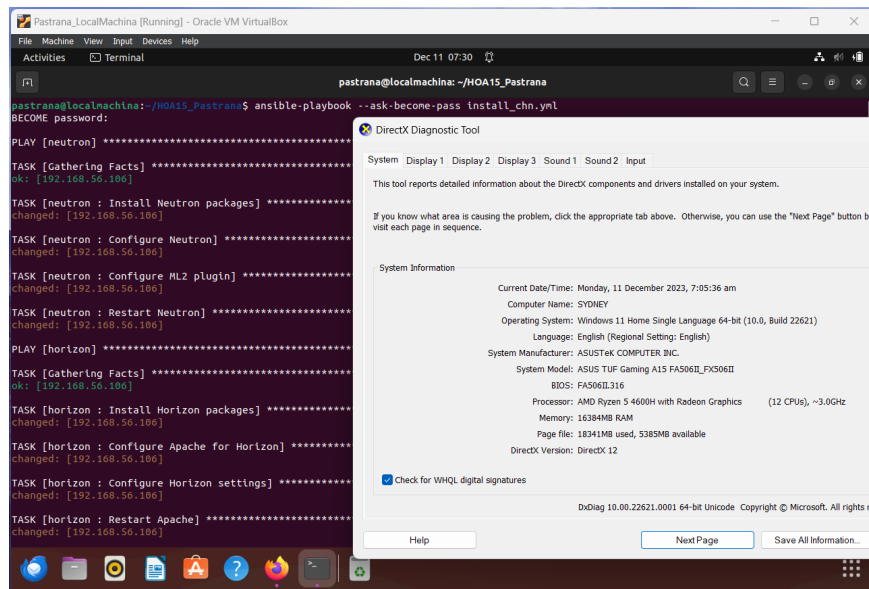 Pastrana_LocalMachina [Running] - Oracle VM VirtualBox
File Machine View Input Devices Help
Activities Terminal Dec 11 07:30
pastrana@localmachina: ~/HOA15_Pastrana
pastrana@localmachina:~/HOA15_Pastrana$ ansible-playbook --ask-become-pass install_chn.yml
BECOME password:
PLAY [neutron] ******************************************
TASK [Gathering Facts] **********************************
ok: [192.168.56.106]
TASK [neutron : Install Neutron packages] ***************
changed: [192.168.56.106]
TASK [neutron : Configure Neutron] **********************
changed: [192.168.56.106]
TASK [neutron : Configure ML2 plugin] *******************
changed: [192.168.56.106]
TASK [neutron : Restart Neutron] ************************
changed: [192.168.56.106]
PLAY [horizon] ******************************************
TASK [Gathering Facts] **********************************
ok: [192.168.56.106]
TASK [horizon : Install Horizon packages] ***************
changed: [192.168.56.106]
TASK [horizon : Configure Apache for Horizon] ***********
changed: [192.168.56.106]
TASK [horizon : Configure Horizon settings] *************
changed: [192.168.56.106]
TASK [horizon : Restart Apache] *************************
changed: [192.168.56.106]
DirectX Diagnostic Tool
System Display 1 Display 2 Display 3 Sound 1 Sound 2 Input
This tool reports detailed information about the DirectX components and drivers installed on your system.
If you know what area is causing the problem, click the appropriate tab above. Otherwise, you can use the "Next Page" button b
visit each page in sequence.
System Information
Current Date/Time: Monday, 11 December 2023, 7:05:36 am
Computer Name: SYDNEY
Operating System: Windows 11 Home Single Language 64-bit (10.0, Build 22621)
Language: English (Regional Setting: English)
System Manufacturer: ASUSTeK COMPUTER INC.
System Model: ASUS TUF Gaming A15 FA506II_FX506II
BIOS: FA506II.316
Processor: AMD Ryzen 5 4600H with Radeon Graphics (12 CPUs), ~3.0GHz
Memory: 16384MB RAM
Page file: 18341MB used, 5385MB available
DirectX Version: DirectX 12
Check for WHQL digital signatures
DxDiag 10.00.22621.0001 64-bit Unicode Copyright © Microsoft. All rights r
Help Next Page Save All Information...